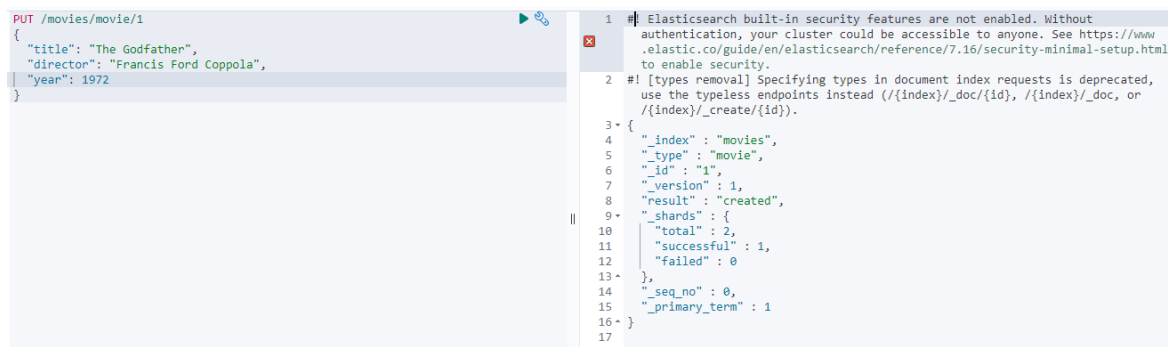 PUT /movies/movie/1
{
  "title": "The Godfather",
  "director": "Francis Ford Coppola",
  "year": 1972
}
1 #! Elasticsearch built-in security features are not enabled. Without
authentication, your cluster could be accessible to anyone. See https://www
.elastic.co/guide/en/elasticsearch/reference/7.16/security-minimal-setup.html
to enable security.
2 #! [types removal] Specifying types in document index requests is deprecated,
use the typeless endpoints instead (/{index}/_doc/{id}, /{index}/_doc, or
/{index}/_create/{id}).
3 {
4   "_index" : "movies",
5   "_type" : "movie",
6   "_id" : "1",
7   "_version" : 1,
8   "result" : "created",
9   "_shards" : {
10     "total" : 2,
11     "successful" : 1,
12     "failed" : 0
13   },
14   "_seq_no" : 0,
15   "_primary_term" : 1
16 }
17